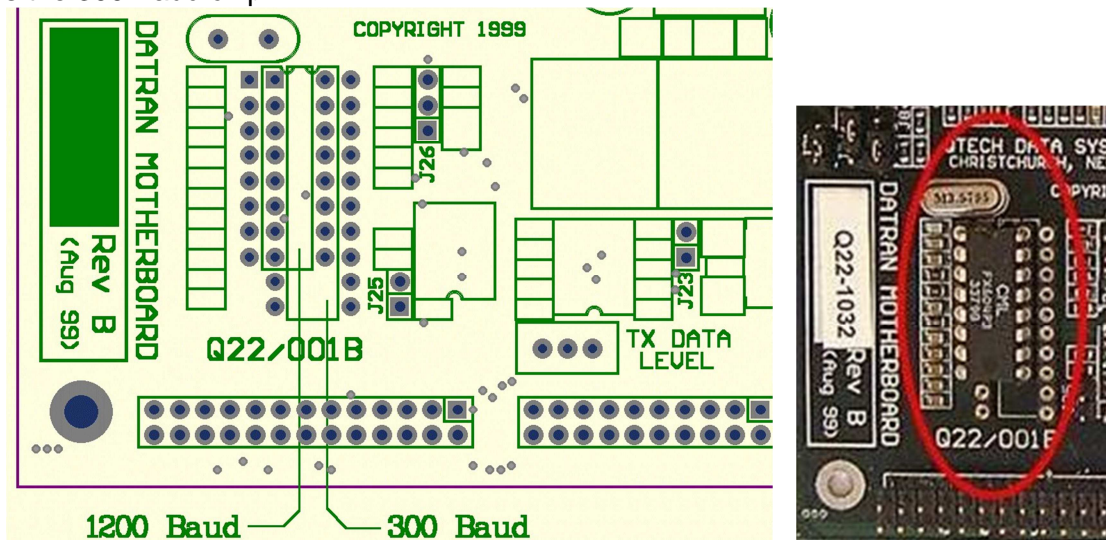 COPYRIGHT 1999
DATRAN MOTHERBOARD
Rev B
(Aug 99)
J26
J25
J23
Q22/001B
TX DATA
LEVEL
1200 Baud
300 Baud
DATA SYS
CHRISTCHURCH, NE
COPYRI
DATRAN MOTHERBOARD
Q22-1032
Rev B
(Aug 99)
CML
Q22/001B